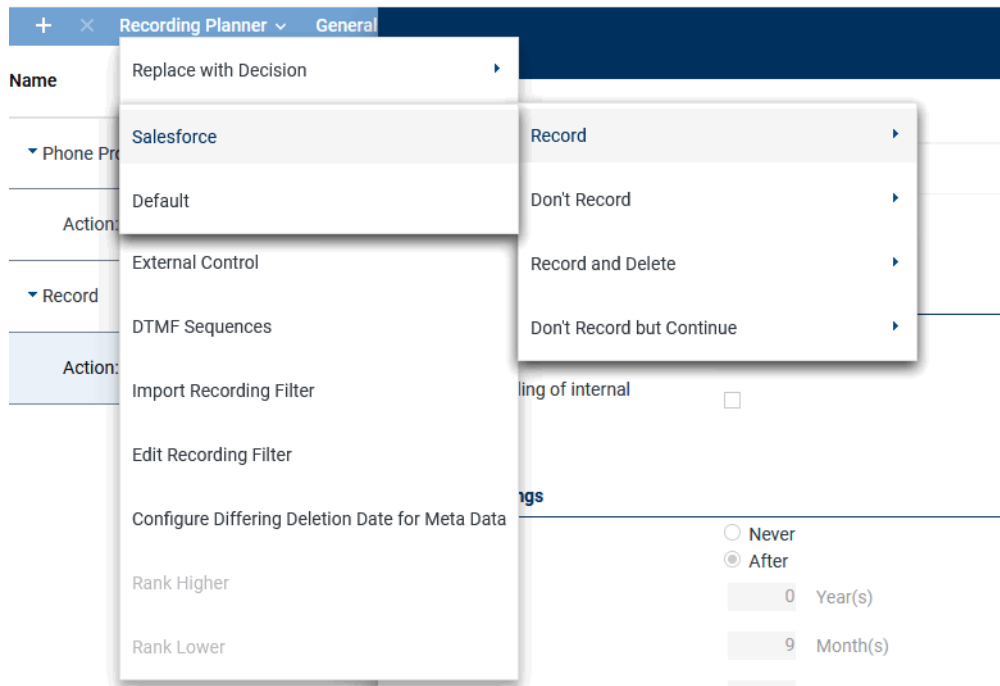 Recording Planner General
Name
Replace with Decision
Salesforce
Record
Phone Pro
Default
Don't Record
Action:
External Control
Record and Delete
Record
DTMF Sequences
Don't Record but Continue
Action:
Import Recording Filter
ling of internal
Edit Recording Filter
Configure Differing Deletion Date for Meta Data
ngs
Never
After
Rank Higher
0 Year(s)
Rank Lower
9 Month(s)